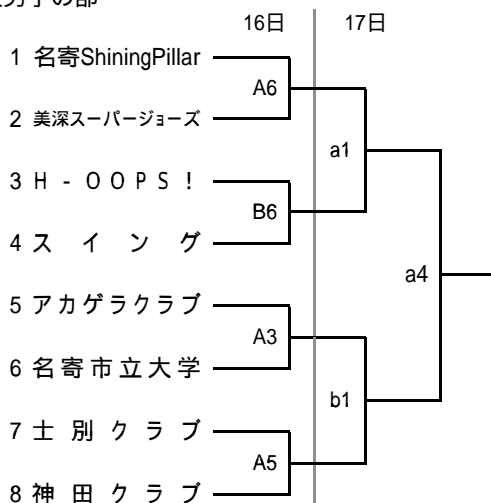 男子の部
16日 17日
1 名寄ShiningPillar
A6
2 美深スーパージョーズ
a1
3 H-OOPS!
B6
4 スイング
a4
5 アカゲラクラブ
A3
6 名寄市立大学
b1
7 士別クラブ
A5
8 神田クラブ